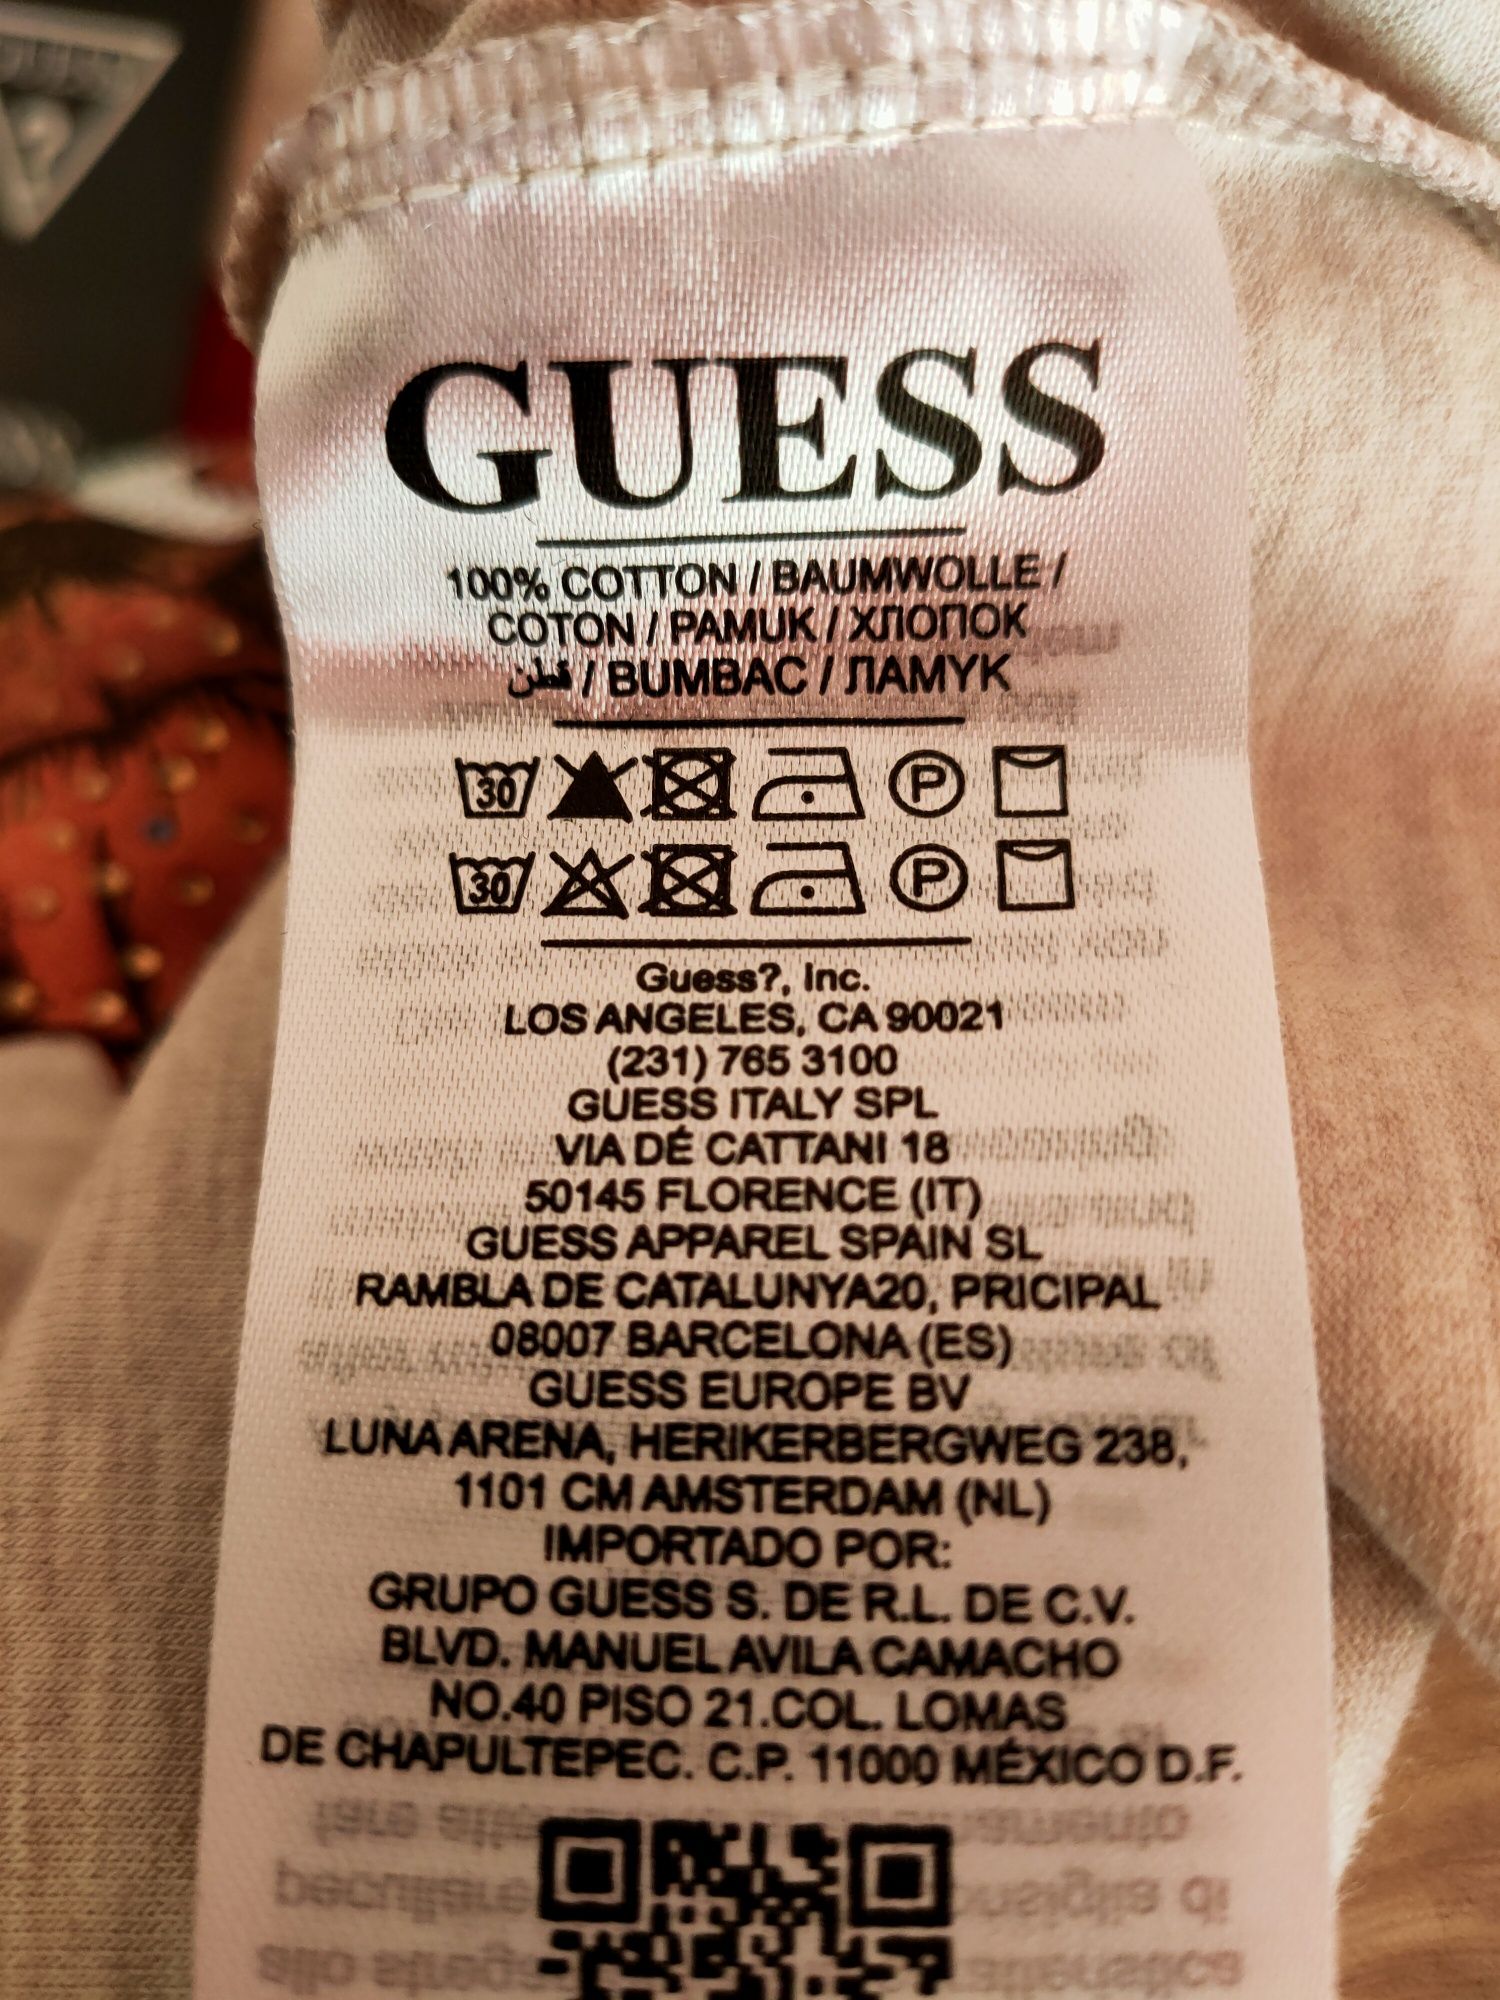 GUESS
100% COTTON / BAUMWOLLE /
COTON / PAMUK / ХЛОПОК
قطن / BUMBAC / ПАМУК
30 P
30 P
Guess?, Inc.
LOS ANGELES, CA 90021
(231) 765 3100
GUESS ITALY SPL
VIA DÉ CATTANI 18
50145 FLORENCE (IT)
GUESS APPAREL SPAIN SL
RAMBLA DE CATALUNYA20, PRICIPAL
08007 BARCELONA (ES)
GUESS EUROPE BV
LUNA ARENA, HERIKERBERGWEG 238,
1101 CM AMSTERDAM (NL)
IMPORTADO POR:
GRUPO GUESS S. DE R.L. DE C.V.
BLVD. MANUEL AVILA CAMACHO
NO.40 PISO 21.COL. LOMAS
DE CHAPULTEPEC. C.P. 11000 MÉXICO D.F.